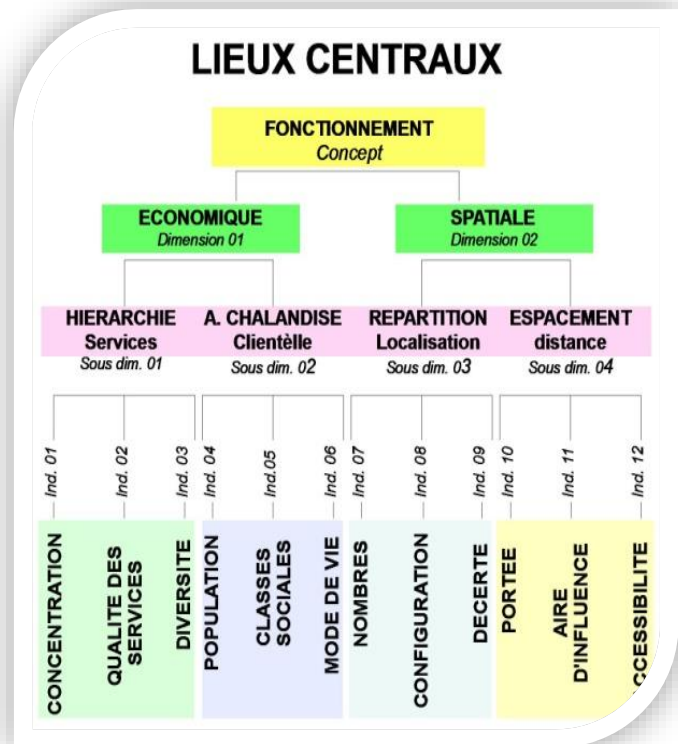 LIEUX CENTRAUX
FONCTIONNEMENT
Concept
ECONOMIQUE
Dimension 01
SPATIALE
Dimension 02
HIERARCHIE
Services
Sous dim. 01
A. CHALANDISE
Clientèlle
Sous dim. 02
REPARTITION
Localisation
Sous dim. 03
ESPACEMENT
distance
Sous dim. 04
Ind. 01
Ind. 02
Ind. 03
Ind. 04
Ind.05
Ind. 06
Ind. 07
Ind. 08
Ind. 09
Ind. 10
Ind. 11
Ind. 12
CONCENTRATION
QUALITE DES
SERVICES
DIVERSITE
POPULATION
CLASSES
SOCIALES
MODE DE VIE
NOMBRES
CONFIGURATION
DECERTE
PORTEE
AIRE
D'INFLUENCE
CCESSIBILITE